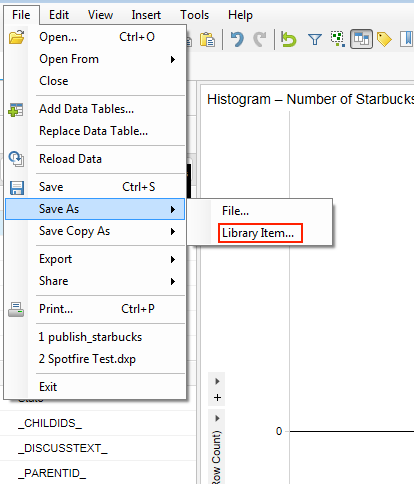 File Edit View Insert Tools Help
Open... Ctrl+O
Open From
Close
Add Data Tables...
Replace Data Table...
Reload Data
Save Ctrl+S
Save As
File...
Library Item...
Save Copy As
Export
Share
Print... Ctrl+P
1 publish_starbucks
2 Spotfire Test.dxp
Exit
Histogram – Number of Starbucks
+
0
Row Count)
_CHILDIDS_
_DISCUSSTEXT_
_PARENTID_